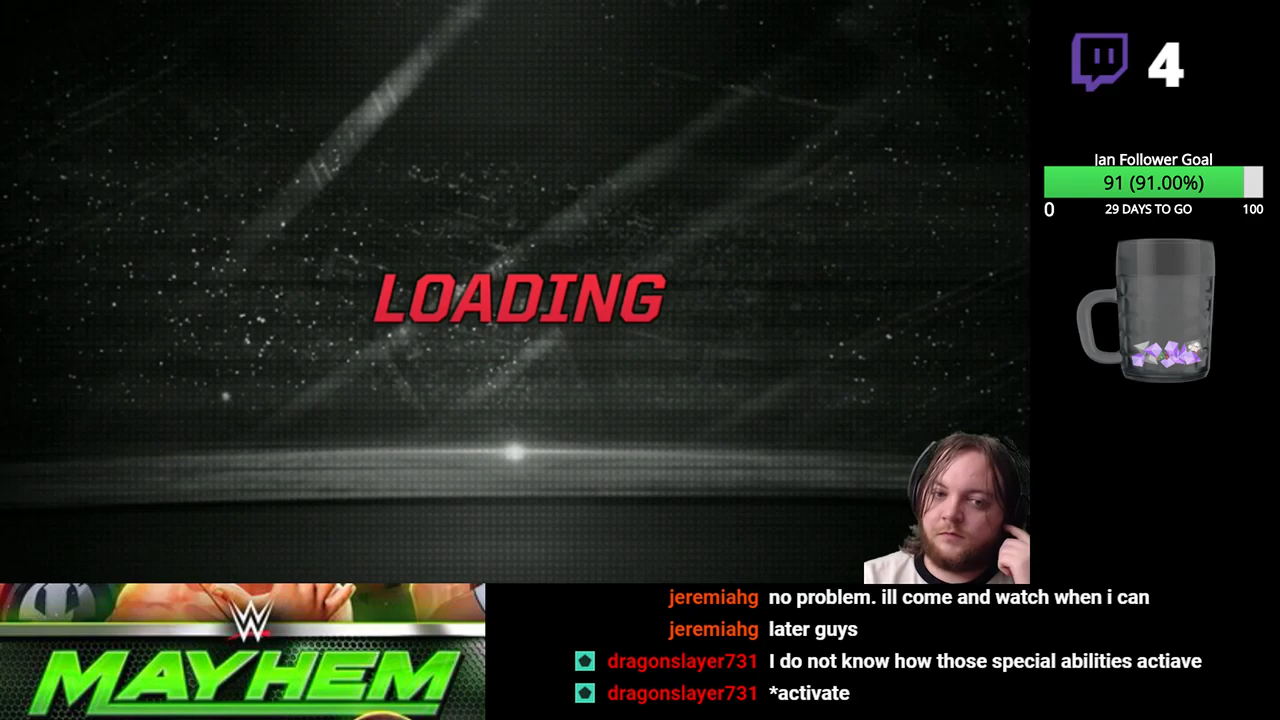 4
Jan Follower Goal
91 (91.00%)
0 29 DAYS TO GO 100
LOADING
W
MAYHEM
jeremiahg no problem. ill come and watch when i can
jeremiahg later guys
dragonslayer731 I do not know how those special abilities actiave
dragonslayer731 *activate